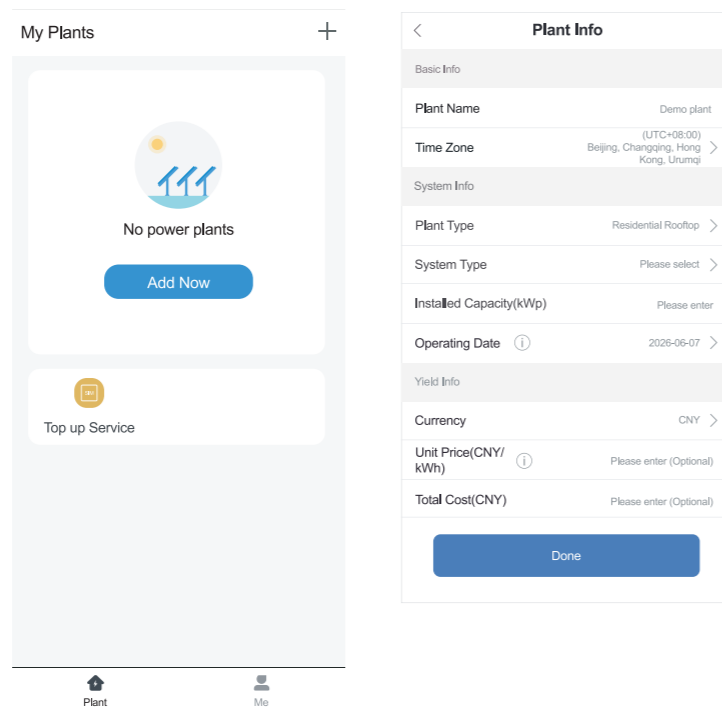 My Plants
No power plants
Add Now
Top up Service
Plant
Me
Plant Info
Basic Info
Plant Name
Demo plant
Time Zone
(UTC+08:00)
Beijing, Changqing, Hong
Kong, Urumqi
System Info
Plant Type
Residential Rooftop
System Type
Please select
Installed Capacity(kWp)
Please enter
Operating Date
2026-06-07
Yield Info
Currency
CNY
Unit Price(CNY/
kWh)
Please enter (Optional)
Total Cost(CNY)
Please enter (Optional)
Done